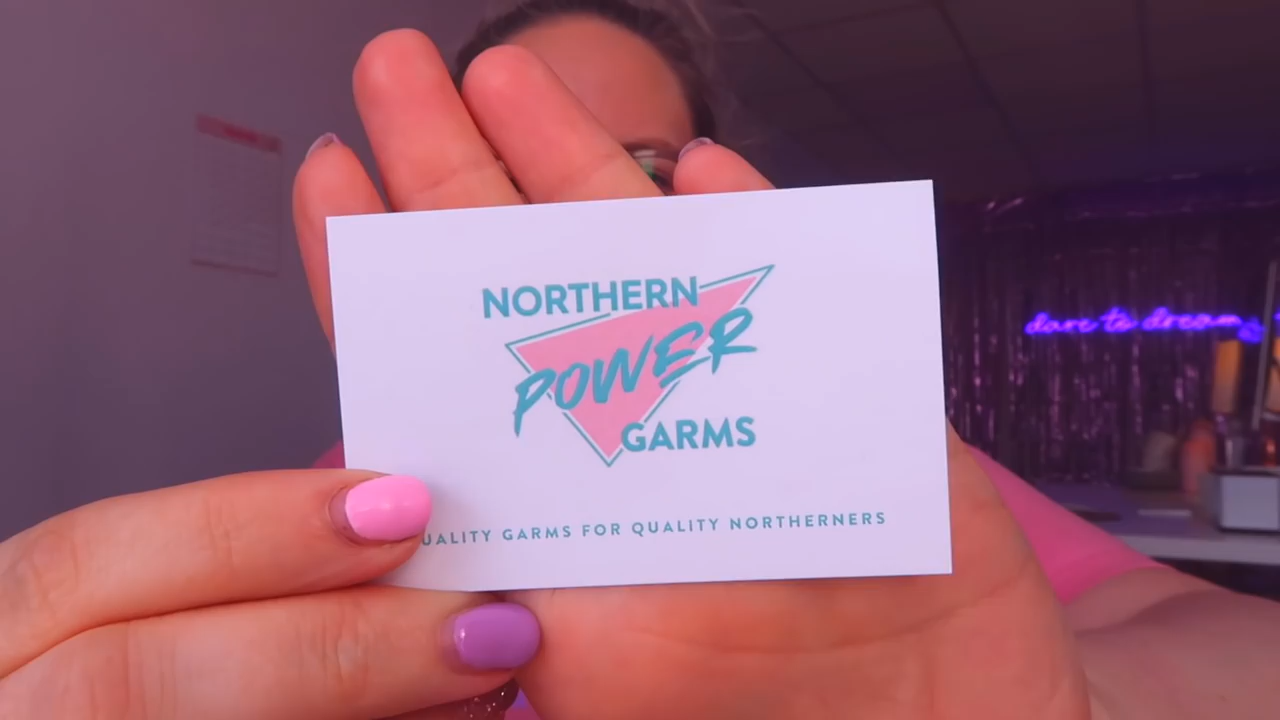 NORTHERN
POWER
GARMS
UALITY GARMS FOR QUALITY NORTHERNERS
dare to dream